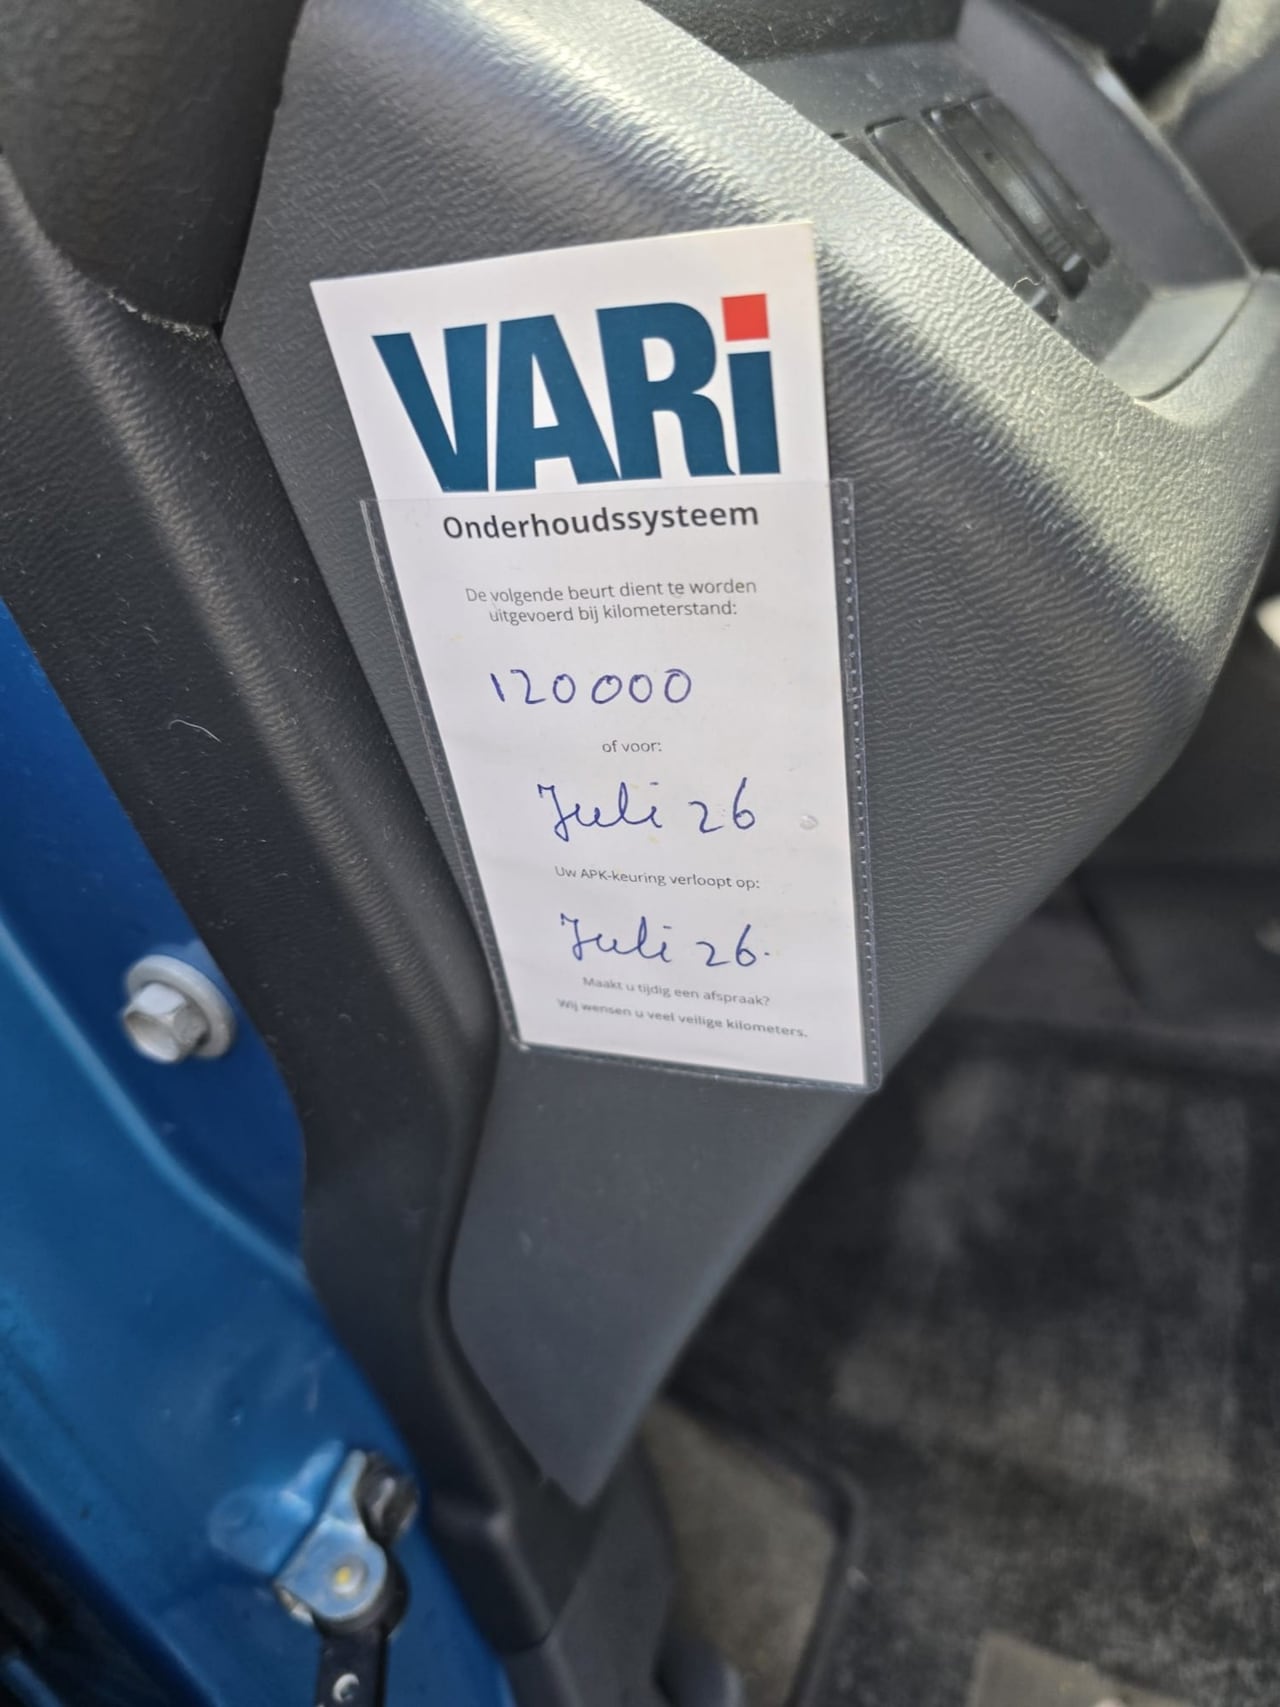 VARi
Onderhoudssysteem
De volgende beurt dient te worden
uitgevoerd bij kilometerstand:
120000
of voor:
Juli 26
Uw APK-keuring verloopt op:
Juli 26.
Maakt u tijdig een afspraak?
Wij wensen u veel veilige kilometers.